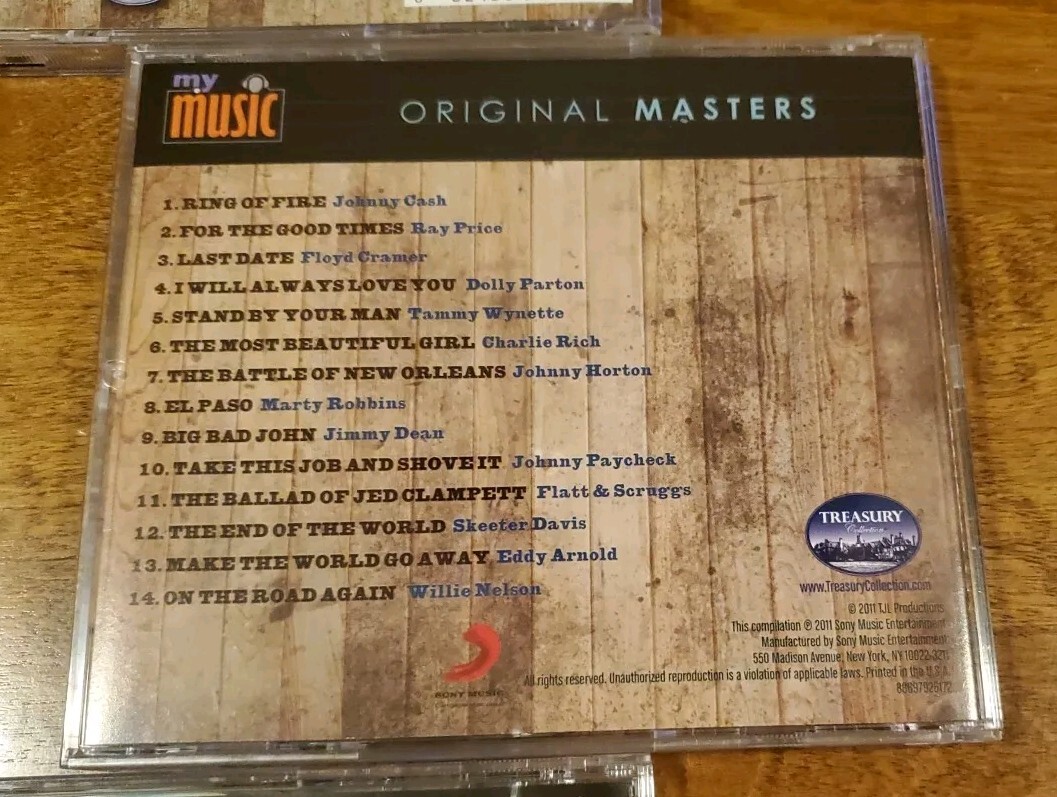 my
music
ORIGINAL MASTERS
1. RING OF FIRE Johnny Cash
2. FOR THE GOOD TIMES Ray Price
3. LAST DATE Floyd Cramer
4. I WILL ALWAYS LOVE YOU Dolly Parton
5. STAND BY YOUR MAN Tammy Wynette
6. THE MOST BEAUTIFUL GIRL Charlie Rich
7. THE BATTLE OF NEW ORLEANS Johnny Horton
8. EL PASO Marty Robbins
9. BIG BAD JOHN Jimmy Dean
10. TAKE THIS JOB AND SHOVE IT Johnny Paycheck
11. THE BALLAD OF JED CLAMPETT Flatt & Scruggs
12. THE END OF THE WORLD Skeeter Davis
13. MAKE THE WORLD GO AWAY Eddy Arnold
14. ON THE ROAD AGAIN Willie Nelson
TREASURY
Collection
www.TreasuryCollection.com
© 2011 TJL Productions
This compilation ℗ 2011 Sony Music Entertainment
Manufactured by Sony Music Entertainment
550 Madison Avenue, New York, NY
All rights reserved. Unauthorized reproduction is a violation of applicable laws. Printed in the U.S.A.
SONY MUSIC